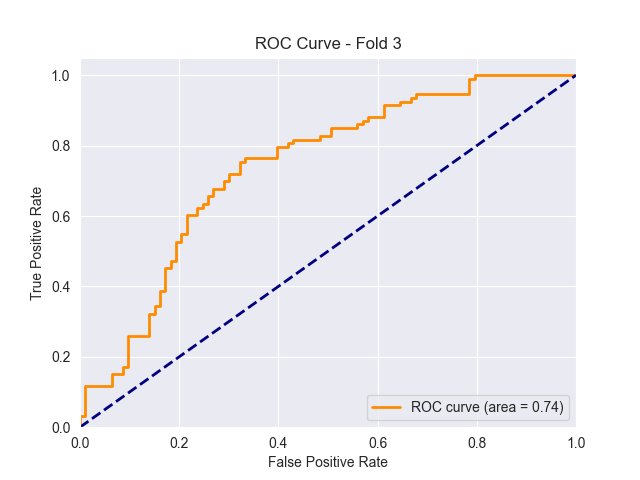 ROC Curve - Fold 3
True Positive Rate
1.0
0.8
0.6
0.4
0.2
0.0
ROC curve (area = 0.74)
0.0 0.2 0.4 0.6 0.8 1.0
False Positive Rate